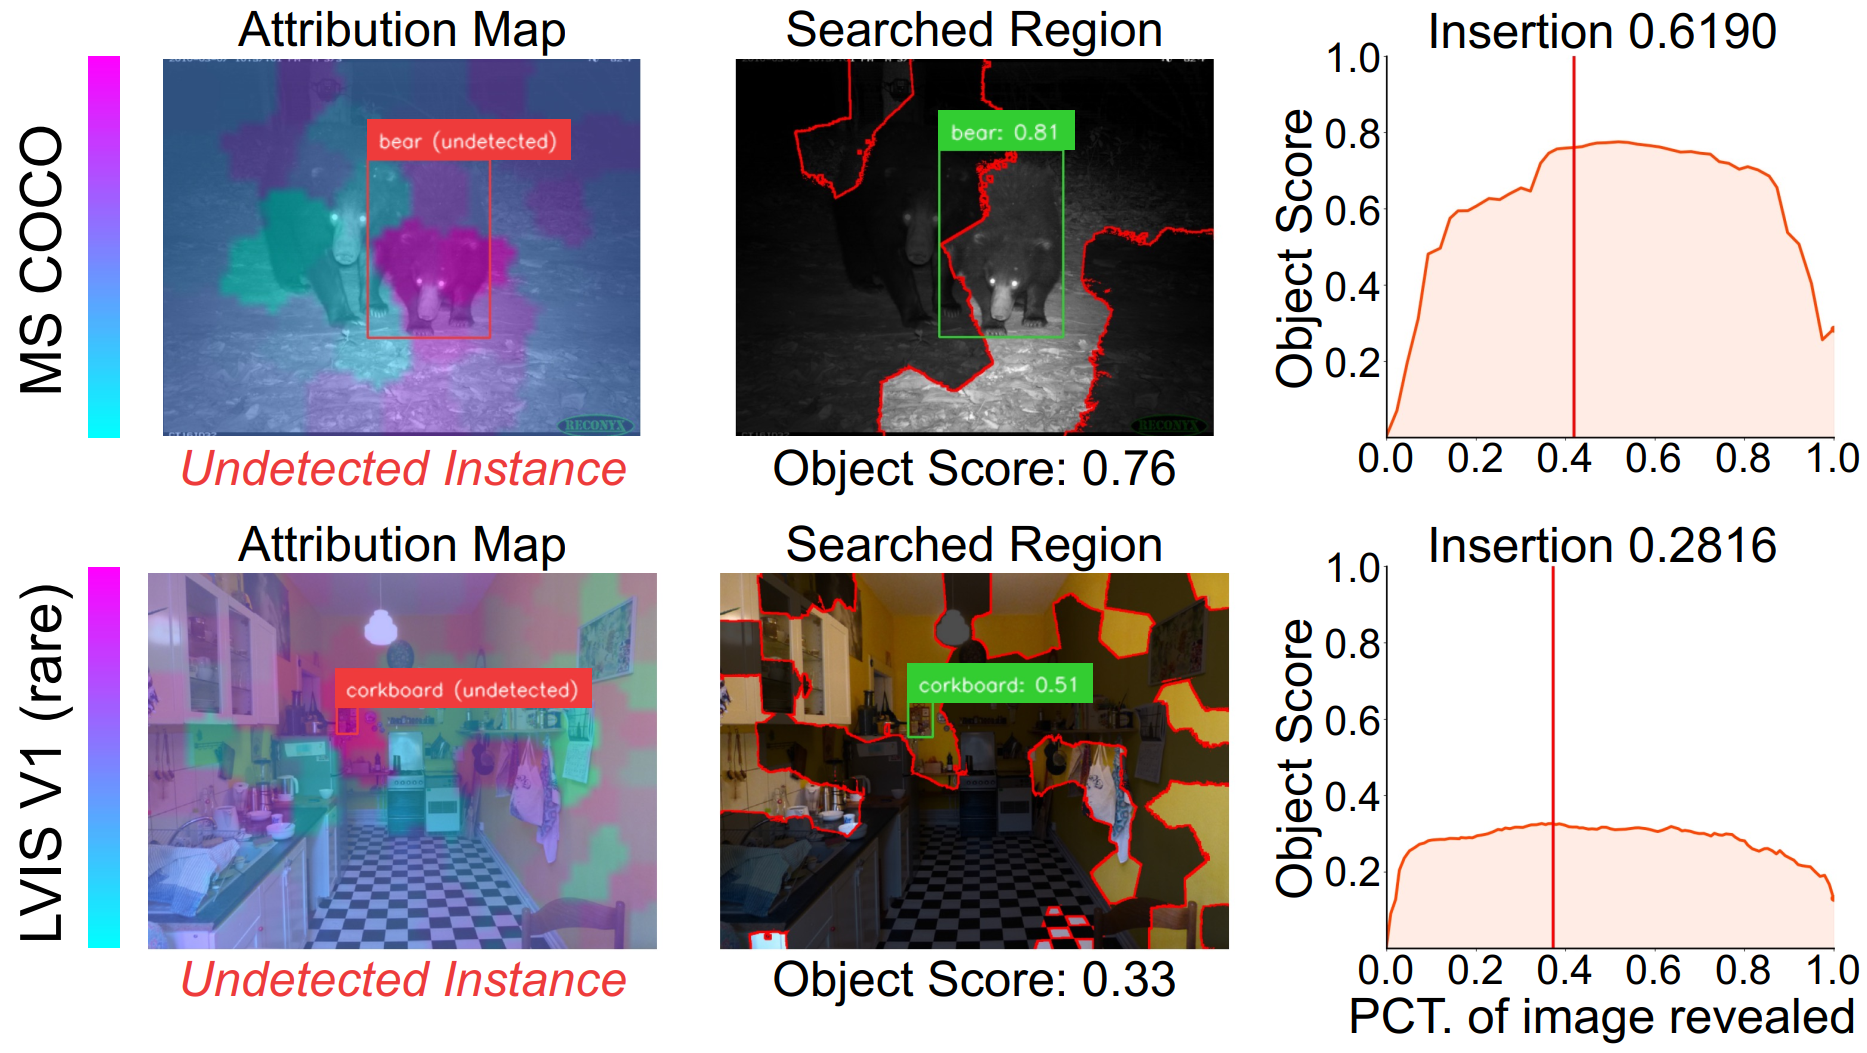 Attribution Map
Searched Region
Insertion 0.6190
MS COCO
bear (undetected)
RECONYX
Undetected Instance
bear: 0.81
Object Score: 0.76
Object Score
1.0
0.8
0.6
0.4
0.2
0.0 0.2 0.4 0.6 0.8 1.0
Attribution Map
Searched Region
Insertion 0.2816
LVIS V1 (rare)
corkboard (undetected)
Undetected Instance
corkboard: 0.51
Object Score: 0.33
Object Score
1.0
0.8
0.6
0.4
0.2
0.0 0.2 0.4 0.6 0.8 1.0
PCT. of image revealed